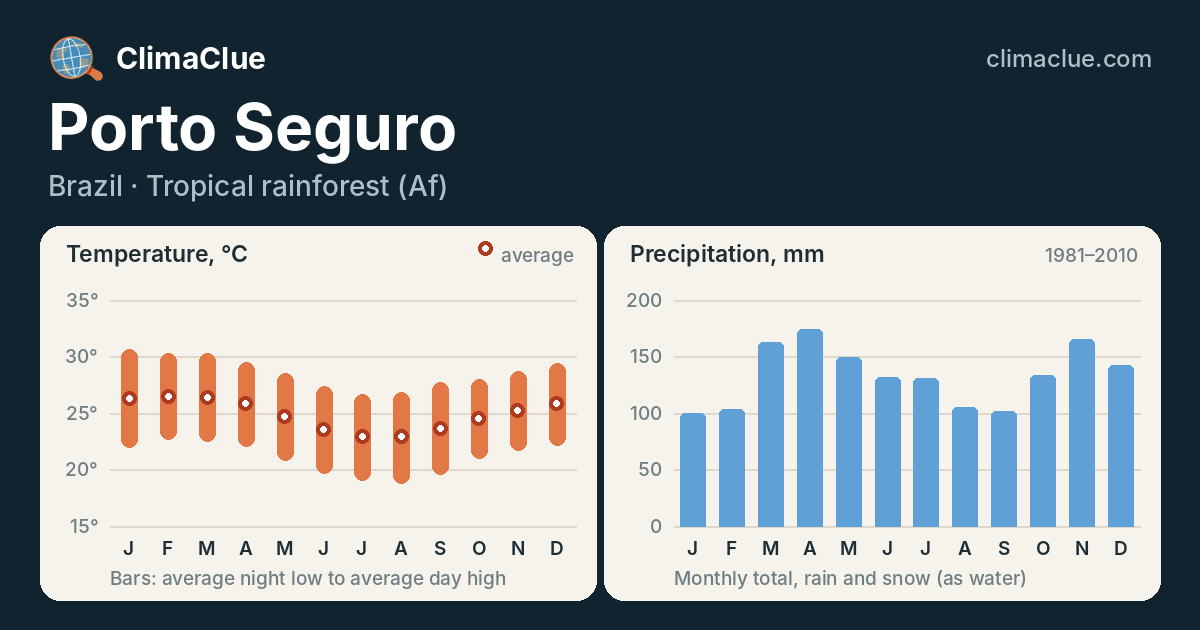 ClimaClue
climaclue.com
Porto Seguro
Brazil · Tropical rainforest (Af)
Temperature, °C
average
35°
30°
25°
20°
15°
J F M A M J J A S O N D
Bars: average night low to average day high
Precipitation, mm
1981–2010
200
150
100
50
0
J F M A M J J A S O N D
Monthly total, rain and snow (as water)